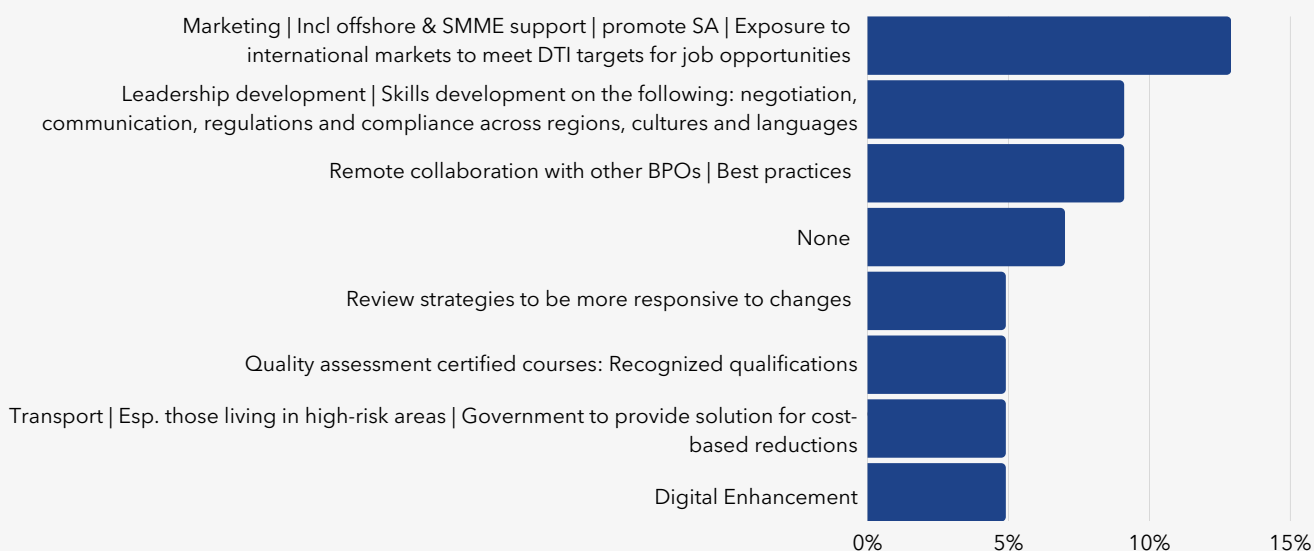 Marketing | Incl offshore & SMME support | promote SA | Exposure to
international markets to meet DTI targets for job opportunities
Leadership development | Skills development on the following: negotiation,
communication, regulations and compliance across regions, cultures and languages
Remote collaboration with other BPOs | Best practices
None
Review strategies to be more responsive to changes
Quality assessment certified courses: Recognized qualifications
Transport | Esp. those living in high-risk areas | Government to provide solution for cost-
based reductions
Digital Enhancement
0% 5% 10% 15%